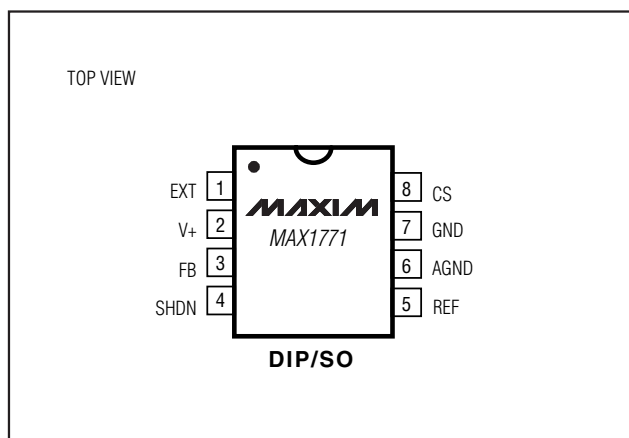 TOP VIEW
EXT 1
V+ 2
FB 3
SHDN 4
MAXIM
MAX1771
8 CS
7 GND
6 AGND
5 REF
DIP/SO